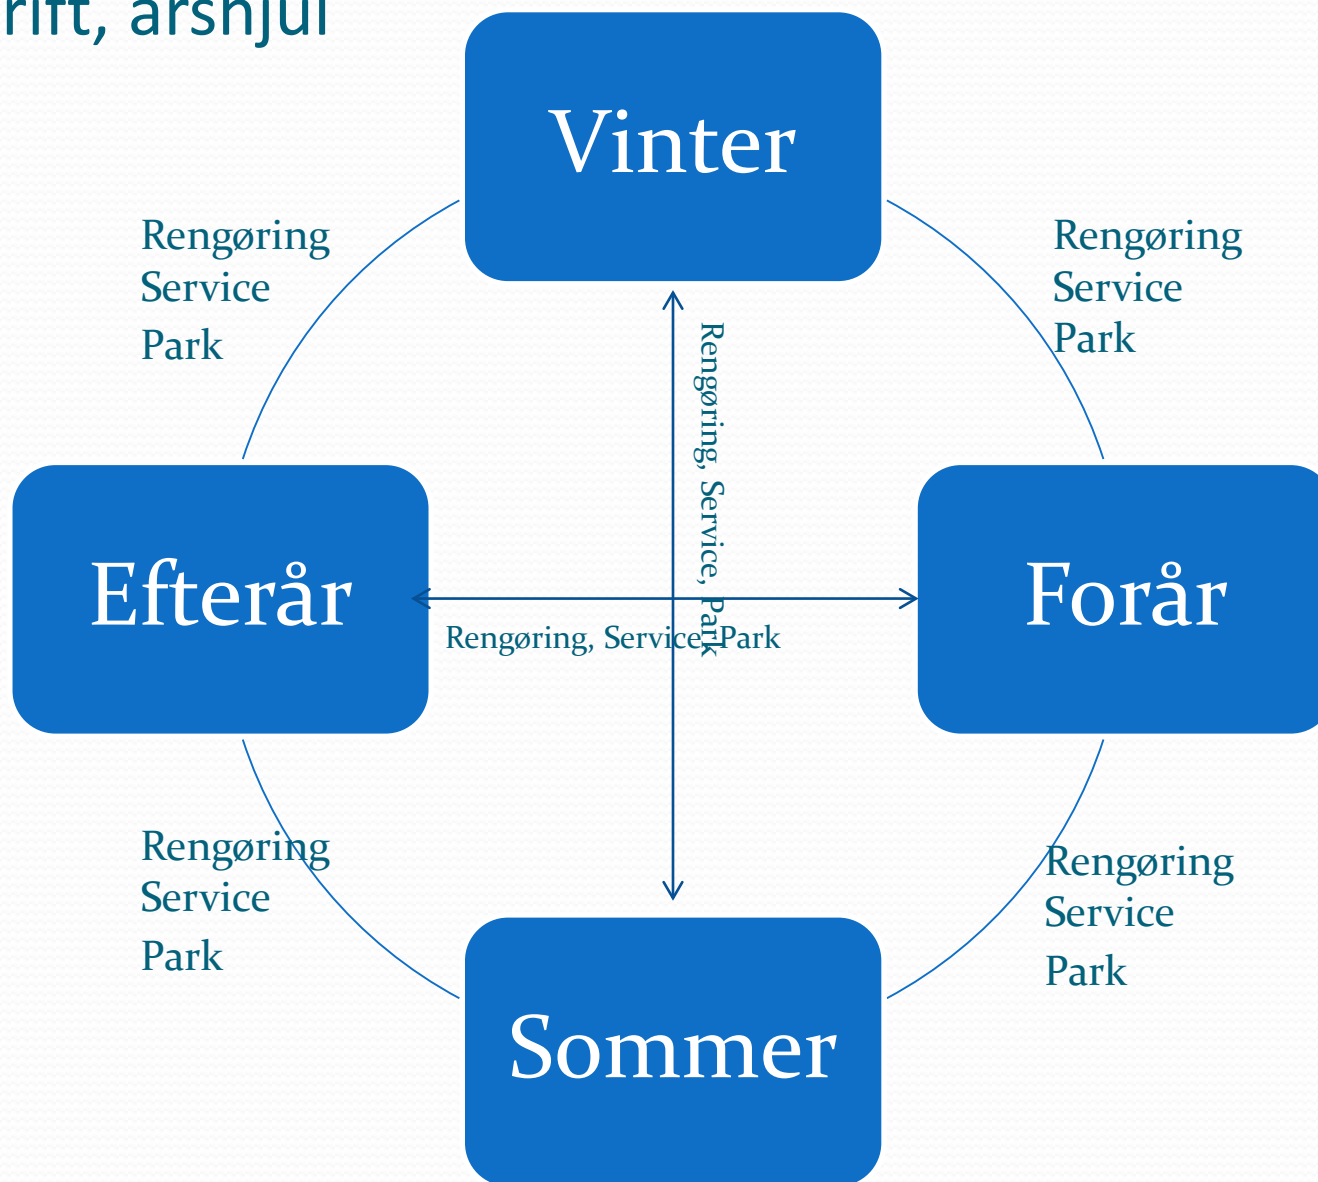 årshjul
Vinter
Rengøring
Service
Park
Rengøring
Service
Park
Rengøring, Service, Park
Efterår
Forår
Rengøring, Service, Park
Rengøring
Service
Park
Rengøring
Service
Park
Sommer